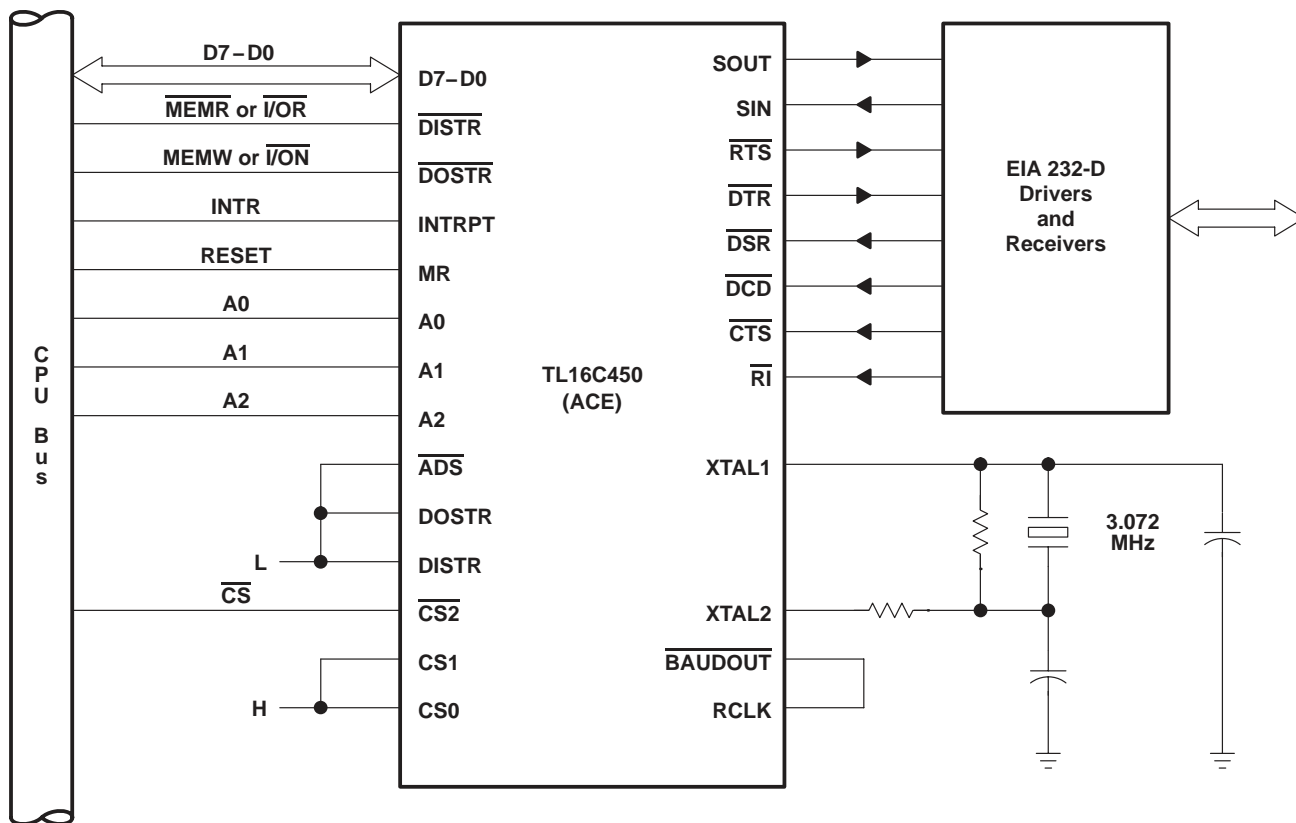 D7–D0
MEMR or I/OR
MEMW or I/ON
INTR
RESET
A0
A1
A2
L
CS
H
CPU Bus
D7–D0
DISTR
DOSTR
INTRPT
MR
A0
A1
A2
ADS
DOSTR
DISTR
CS2
CS1
CS0
TL16C450
(ACE)
SOUT
SIN
RTS
DTR
DSR
DCD
CTS
RI
XTAL1
XTAL2
BAUDOUT
RCLK
EIA 232-D
Drivers
and
Receivers
3.072
MHz